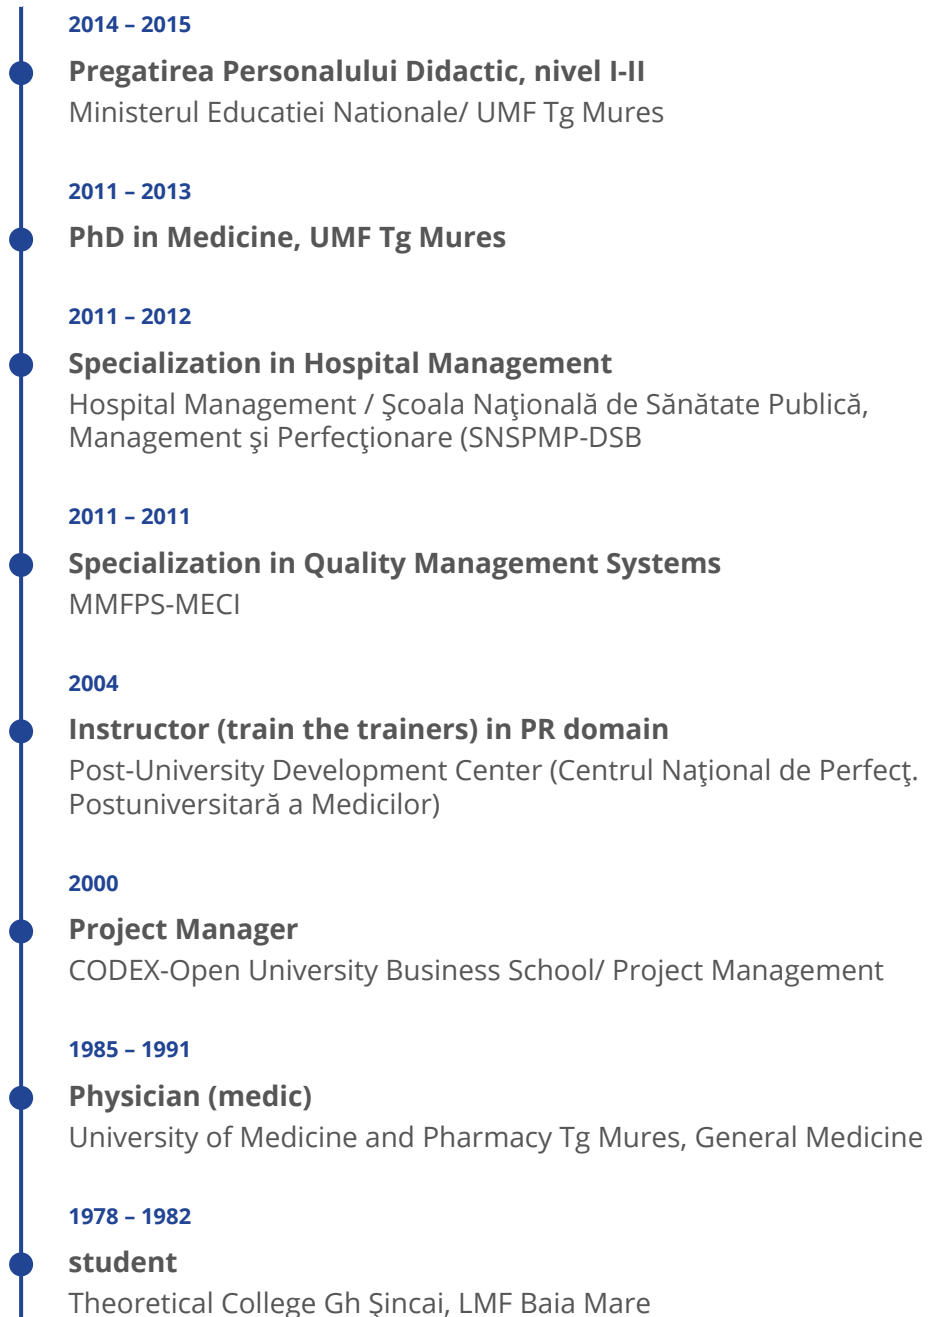 2014 – 2015
Pregatirea Personalului Didactic, nivel I-II
Ministerul Educatiei Nationale/ UMF Tg Mures
2011 – 2013
PhD in Medicine, UMF Tg Mures
2011 – 2012
Specialization in Hospital Management
Hospital Management / Şcoala Naţională de Sănătate Publică,
Management şi Perfecţionare (SNSPMP-DSB
2011 – 2011
Specialization in Quality Management Systems
MMFPS-MECI
2004
Instructor (train the trainers) in PR domain
Post-University Development Center (Centrul Naţional de Perfecţ.
Postuniversitară a Medicilor)
2000
Project Manager
CODEX-Open University Business School/ Project Management
1985 – 1991
Physician (medic)
University of Medicine and Pharmacy Tg Mures, General Medicine
1978 – 1982
student
Theoretical College Gh Şincai, LMF Baia Mare